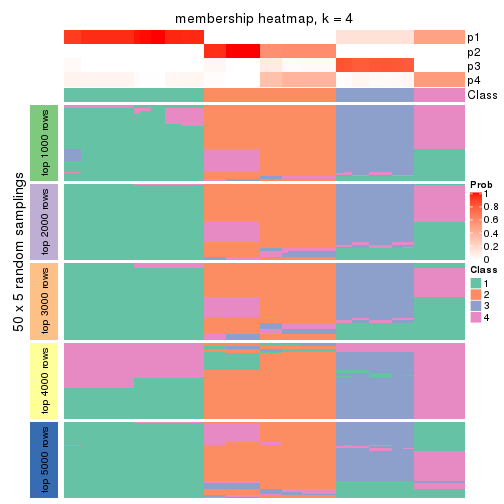 membership heatmap, k = 4
p1
p2
p3
p4
Class
50 x 5 random samplings
top 1000 rows
top 2000 rows
top 3000 rows
top 4000 rows
top 5000 rows
Prob
1
0.8
0.6
0.4
0.2
0
Class
1
2
3
4